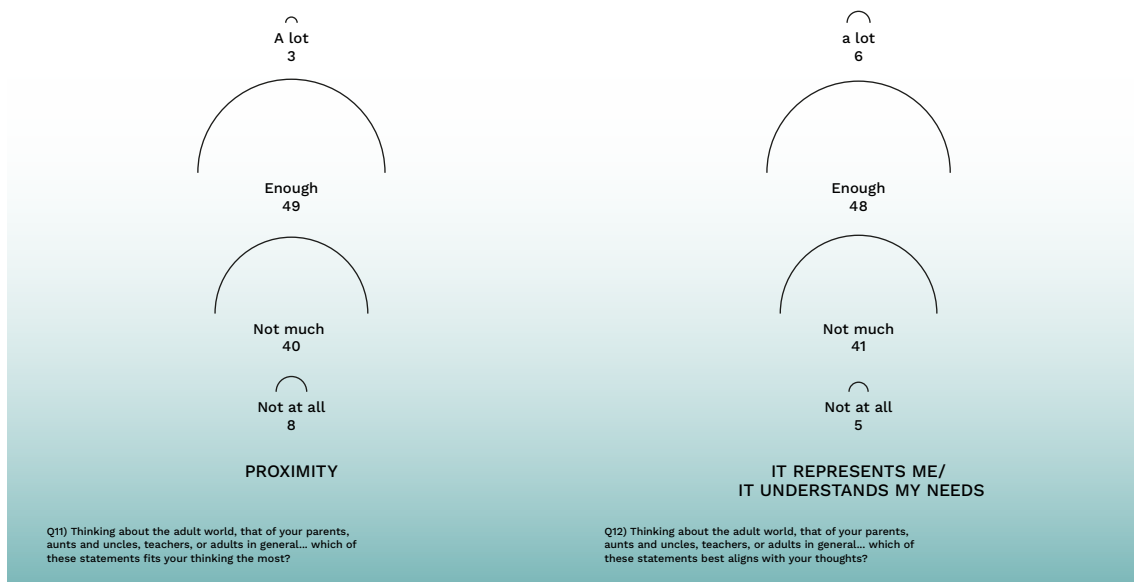 A lot
3
Enough
49
Not much
40
Not at all
8
PROXIMITY
Q11) Thinking about the adult world, that of your parents,
aunts and uncles, teachers, or adults in general... which of
these statements fits your thinking the most?
a lot
6
Enough
48
Not much
41
Not at all
5
IT REPRESENTS ME/
IT UNDERSTANDS MY NEEDS
Q12) Thinking about the adult world, that of your parents,
aunts and uncles, teachers, or adults in general... which of
these statements best aligns with your thoughts?